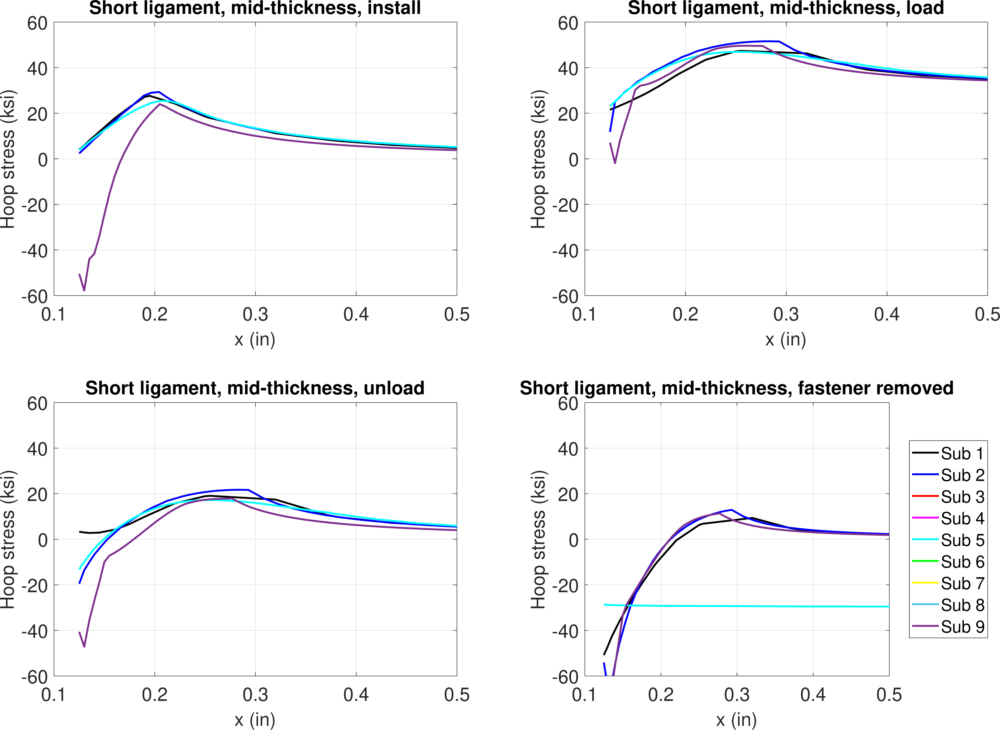 Short ligament, mid-thickness, install
60
40
20
0
-20
-40
-60
0.1
0.2
0.3
0.4
0.5
Hoop stress (ksi)
x (in)
Short ligament, mid-thickness, load
60
40
20
0
-20
-40
-60
0.1
0.2
0.3
0.4
0.5
Hoop stress (ksi)
x (in)
Short ligament, mid-thickness, unload
60
40
20
0
-20
-40
-60
0.1
0.2
0.3
0.4
0.5
Hoop stress (ksi)
x (in)
Short ligament, mid-thickness, fastener removed
60
40
20
0
-20
-40
-60
0.1
0.2
0.3
0.4
0.5
Hoop stress (ksi)
x (in)
Sub 1
Sub 2
Sub 3
Sub 4
Sub 5
Sub 6
Sub 7
Sub 8
Sub 9